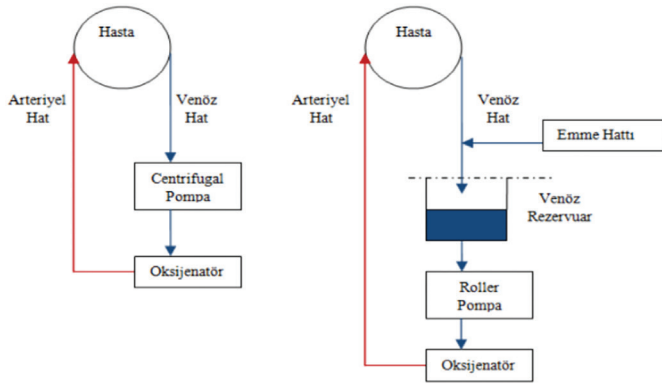 Hasta
Arteriyel
Hat
Venöz
Hat
Centrifugal
Pompa
Oksijenatör
Hasta
Arteriyel
Hat
Venöz
Hat
Emme Hattı
Venöz
Rezervuar
Roller
Pompa
Oksijenatör